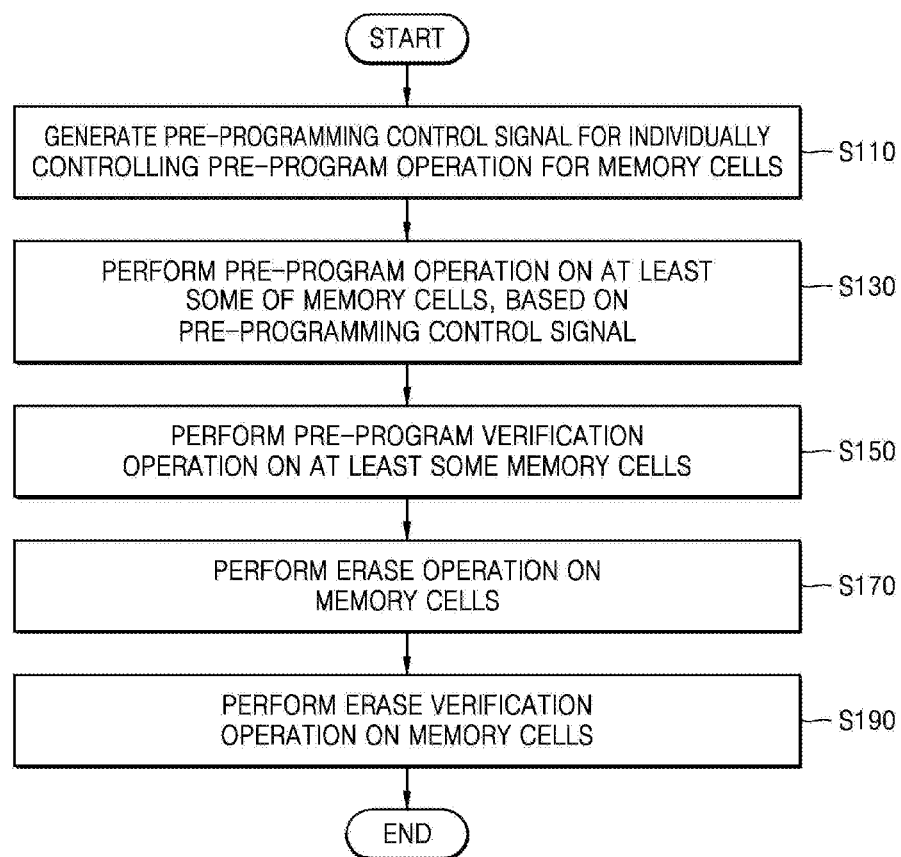 START
GENERATE PRE-PROGRAMMING CONTROL SIGNAL FOR INDIVIDUALLY
CONTROLLING PRE-PROGRAM OPERATION FOR MEMORY CELLS
S110
PERFORM PRE-PROGRAM OPERATION ON AT LEAST
SOME OF MEMORY CELLS, BASED ON
PRE-PROGRAMMING CONTROL SIGNAL
S130
PERFORM PRE-PROGRAM VERIFICATION
OPERATION ON AT LEAST SOME MEMORY CELLS
S150
PERFORM ERASE OPERATION ON
MEMORY CELLS
S170
PERFORM ERASE VERIFICATION
OPERATION ON MEMORY CELLS
S190
END